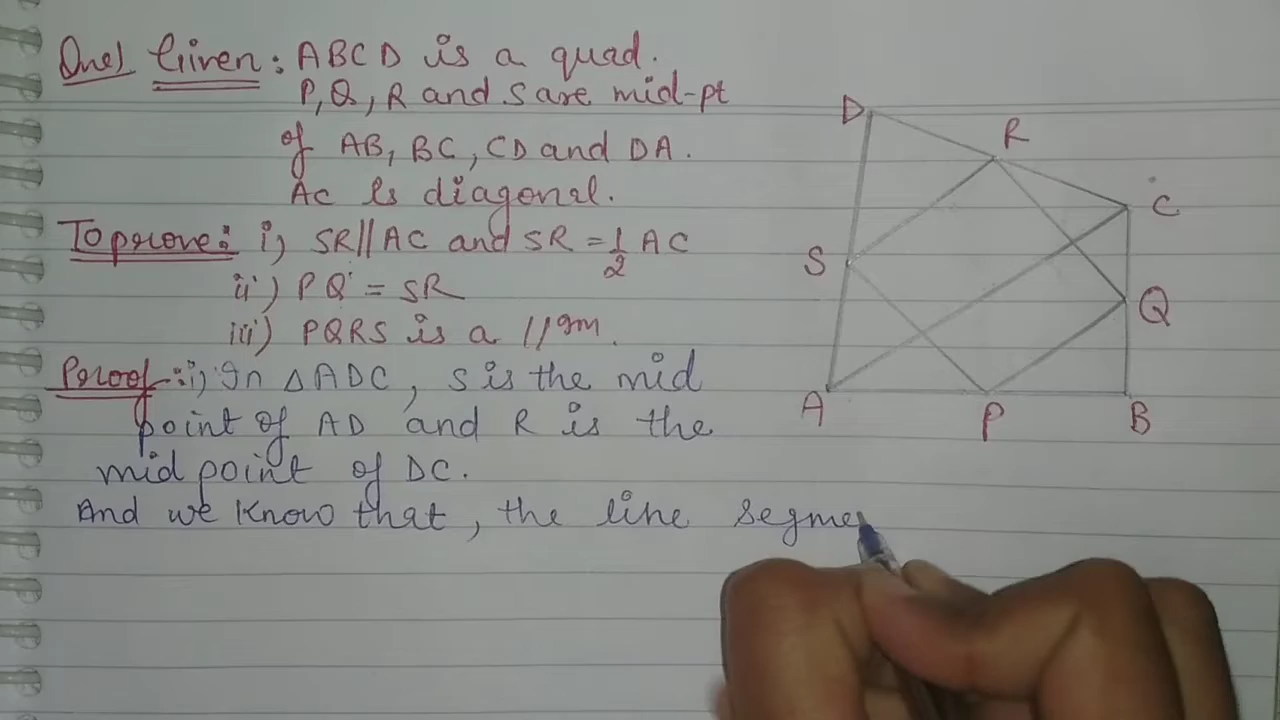 Que1 Given: ABCD is a quad.
P, Q, R and S are mid-pt
of AB, BC, CD and DA.
AC is diagonal.
To prove: i) SR || AC and SR = 1/2 AC
ii) PQ = SR
iii) PQRS is a ||gm.
Proof: i) In △ADC, S is the mid
point of AD and R is the
mid point of DC.
And we know that, the line segme
D
R
C
S
Q
A
P
B